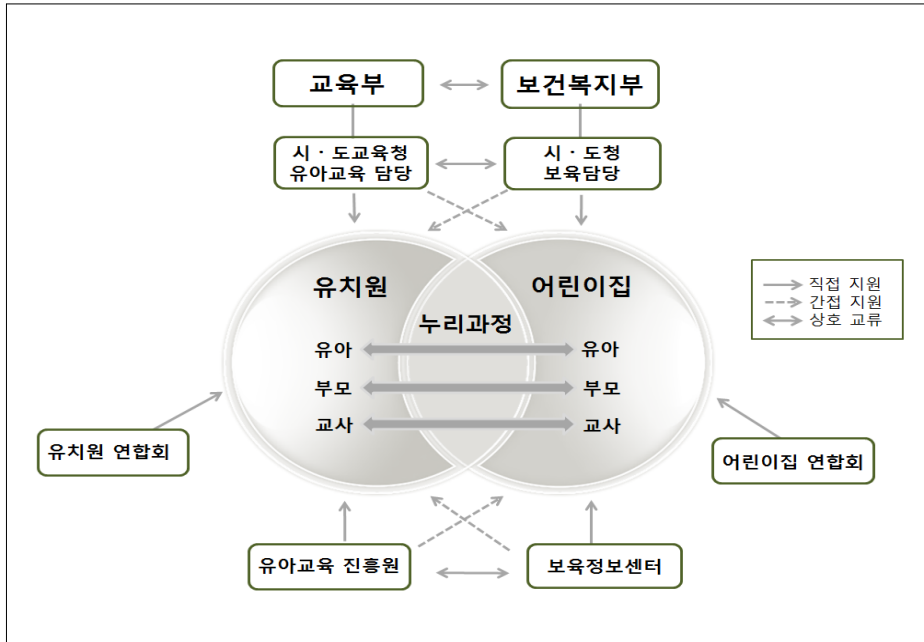 교육부
보건복지부
시·도교육청
유아교육 담당
시·도청
보육담당
유치원
어린이집
누리과정
유아
유아
부모
부모
교사
교사
직접 지원
간접 지원
상호 교류
유치원 연합회
어린이집 연합회
유아교육 진흥원
보육정보센터